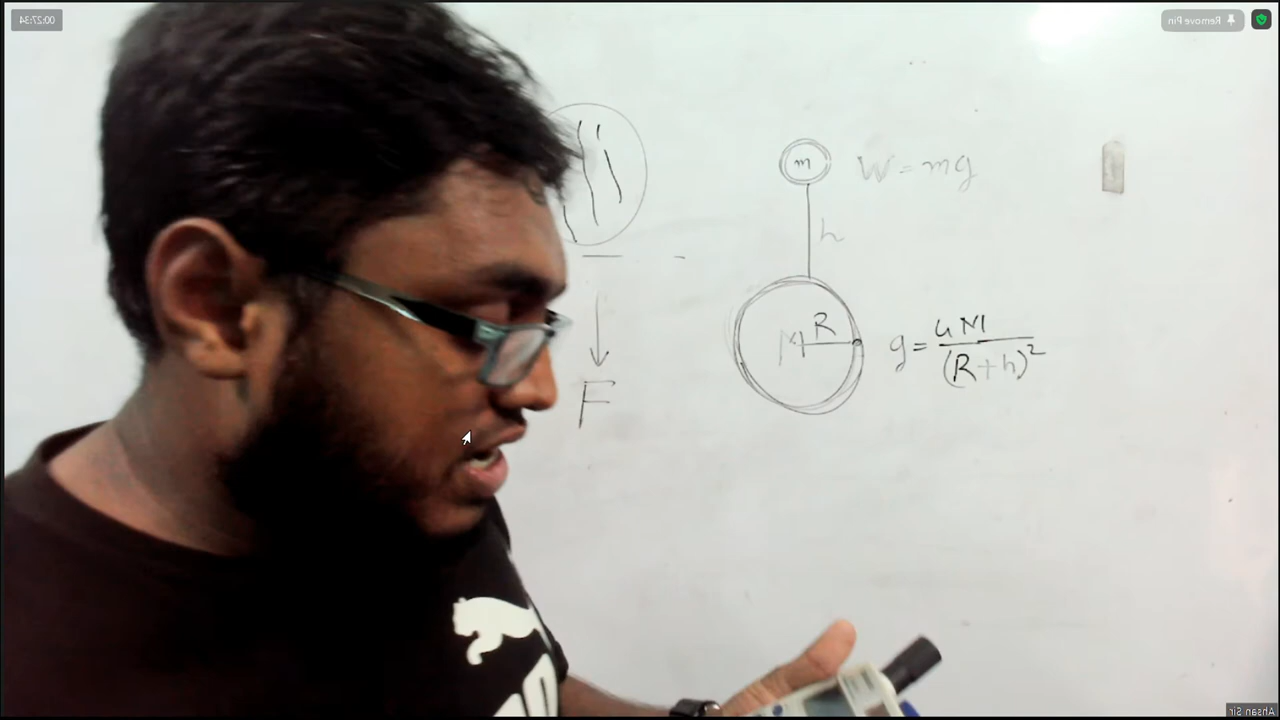 00:27:34
Remove Pin
m
W = mg
h
R
M
g = GM / (R+h)²
F
Ahsan Sir